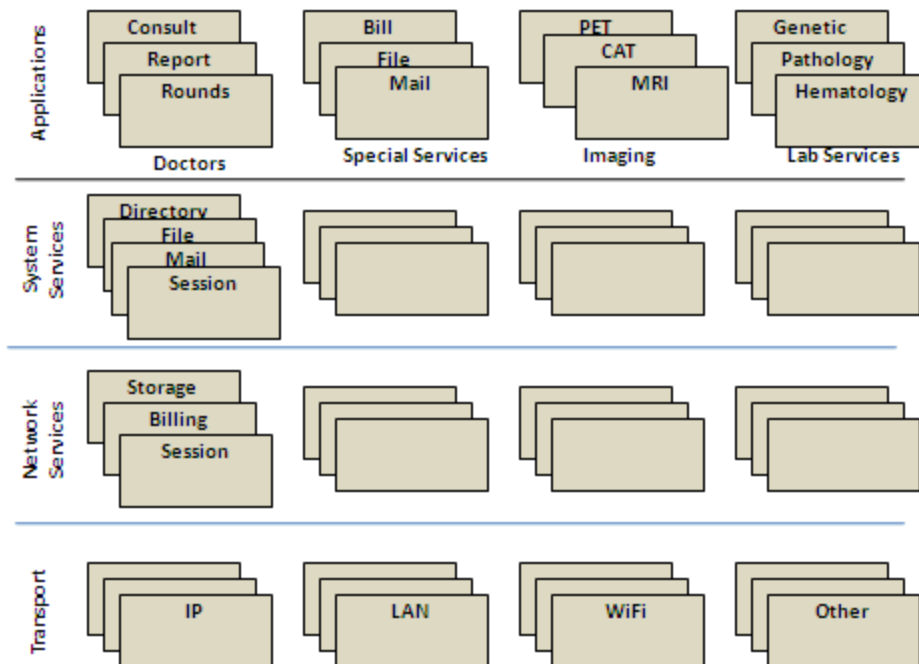 Applications
Consult
Report
Rounds
Doctors
Bill
File
Mail
Special Services
PET
CAT
MRI
Imaging
Genetic
Pathology
Hematology
Lab Services
System
Services
Directory
File
Mail
Session
Network
Services
Storage
Billing
Session
Transport
IP
LAN
WiFi
Other